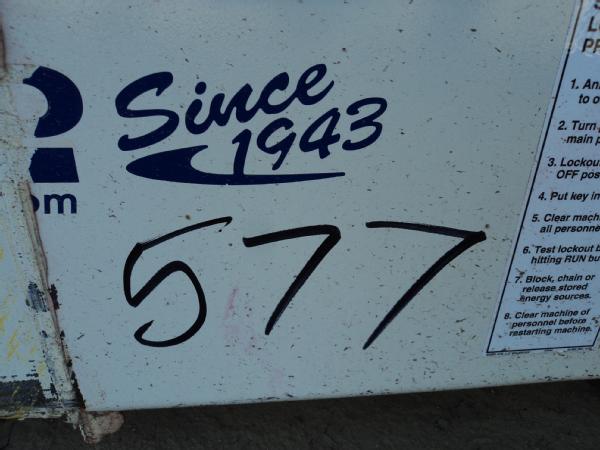 Since
1943
om
577
1. An
to o
2. Turn
main p
3. Lockou
OFF pos
4. Put key in
5. Clear mach
all personne
6. Test lockout b
hitting RUN bu
7. Block, chain or
release stored
energy sources.
8. Clear machine of
personnel before
restarting machine.